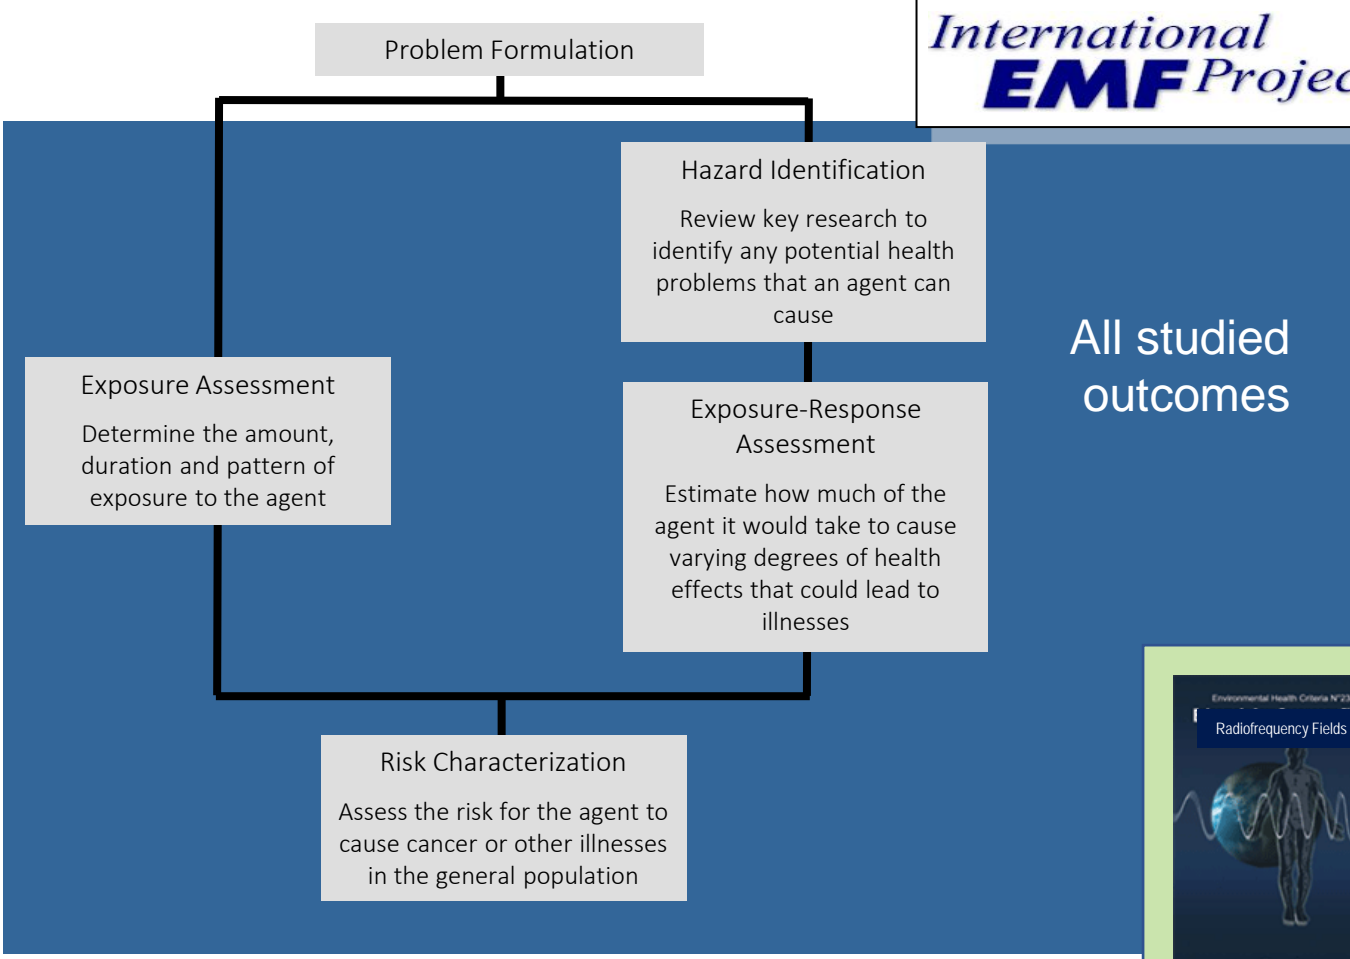 Problem Formulation
International
EMF Projec
Hazard Identification
Review key research to
identify any potential health
problems that an agent can
cause
All studied
outcomes
Exposure Assessment
Determine the amount,
duration and pattern of
exposure to the agent
Exposure-Response
Assessment
Estimate how much of the
agent it would take to cause
varying degrees of health
effects that could lead to
illnesses
Risk Characterization
Assess the risk for the agent to
cause cancer or other illnesses
in the general population
Environmental Health Criteria N°23
Radiofrequency Fields